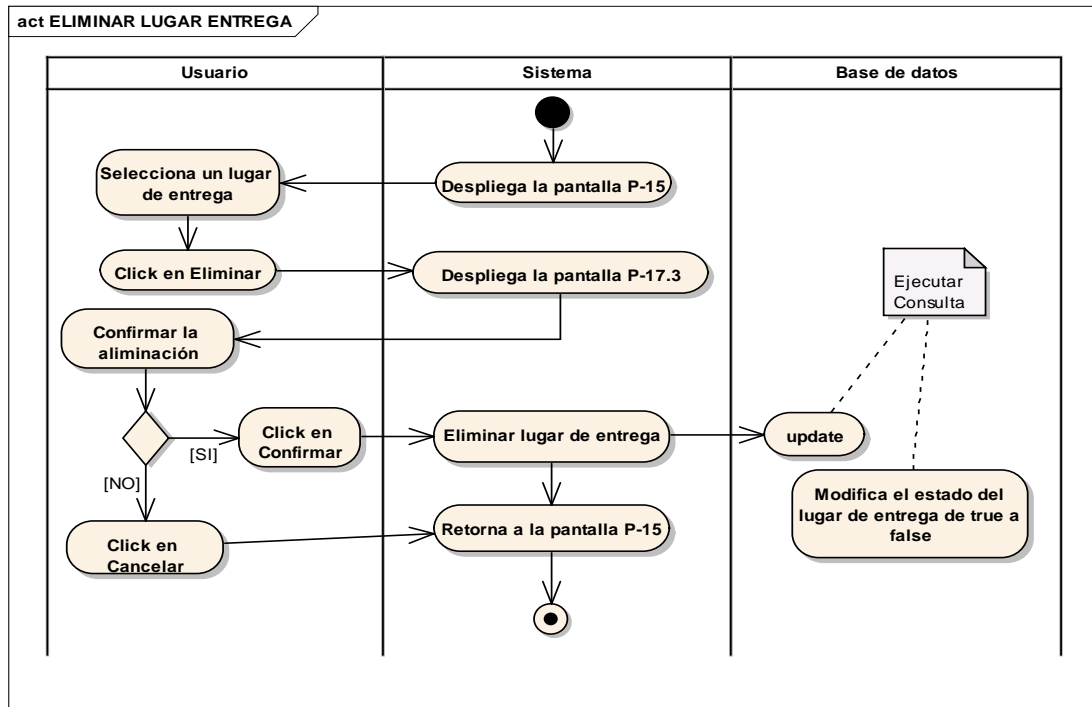 act ELIMINAR LUGAR ENTREGA
Usuario
Sistema
Base de datos
Selecciona un lugar
de entrega
Despliega la pantalla P-15
Click en Eliminar
Despliega la pantalla P-17.3
Ejecutar
Consulta
Confirmar la
aliminación
[SI]
Click en
Confirmar
Eliminar lugar de entrega
update
[NO]
Click en
Cancelar
Retorna a la pantalla P-15
Modifica el estado del
lugar de entrega de true a
false